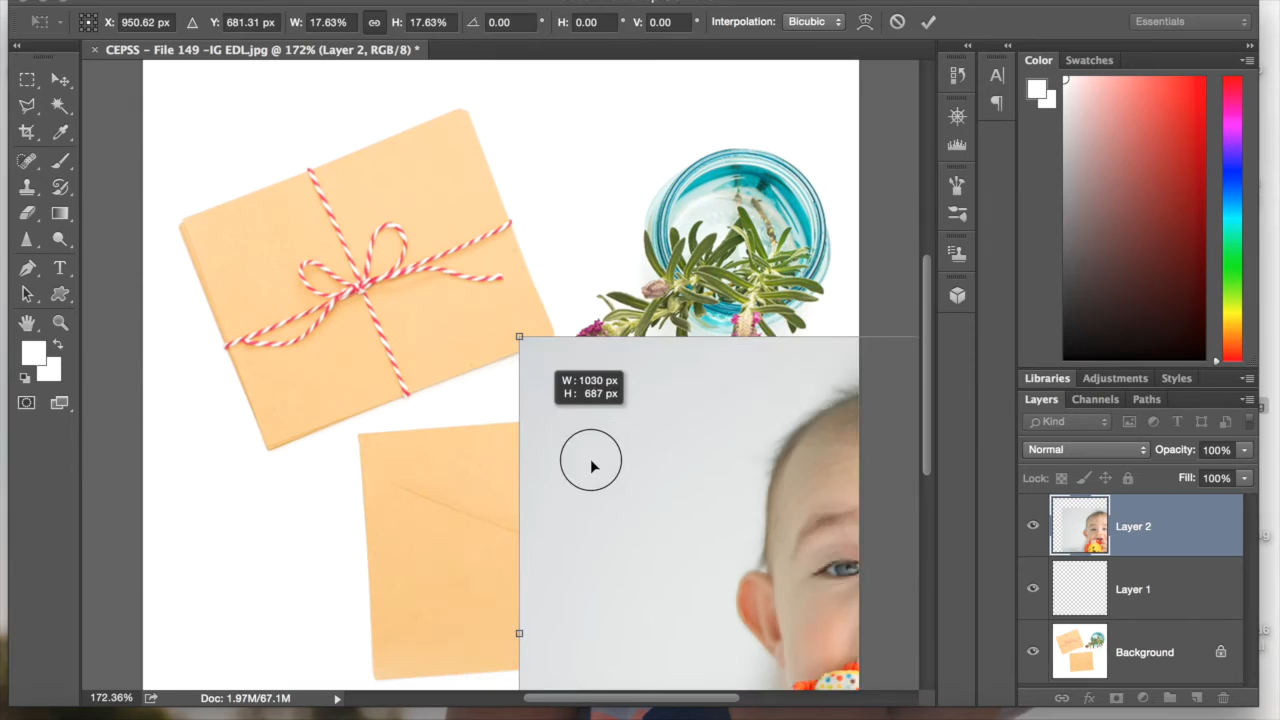 X: 950.62 px Y: 681.31 px W: 17.63% H: 17.63% 0.00 ° H: 0.00 ° V: 0.00 ° Interpolation: Bicubic Essentials
× CEPSS - File 149 -IG EDL.jpg @ 172% (Layer 2, RGB/8) *
Color Swatches
W: 1030 px
H: 687 px
Libraries Adjustments Styles
Layers Channels Paths
Kind
Normal Opacity: 100%
Lock: Fill: 100%
Layer 2
Layer 1
Background
172.36% Doc: 1.97M/67.1M